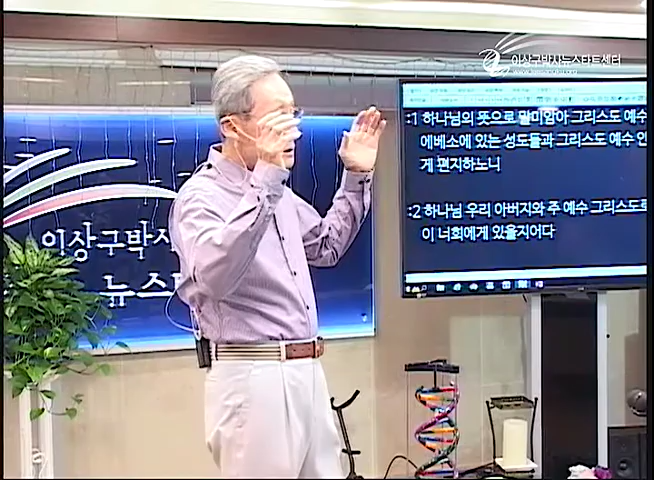 이상구박사뉴스타트센터
:1 하나님의 뜻으로 말미암아 그리스도 예수
에베소에 있는 성도들과 그리스도 예수 안
게 편지하노니
:2 하나님 우리 아버지와 주 예수 그리스도로
이 너희에게 있을지어다
이상구박사
뉴스